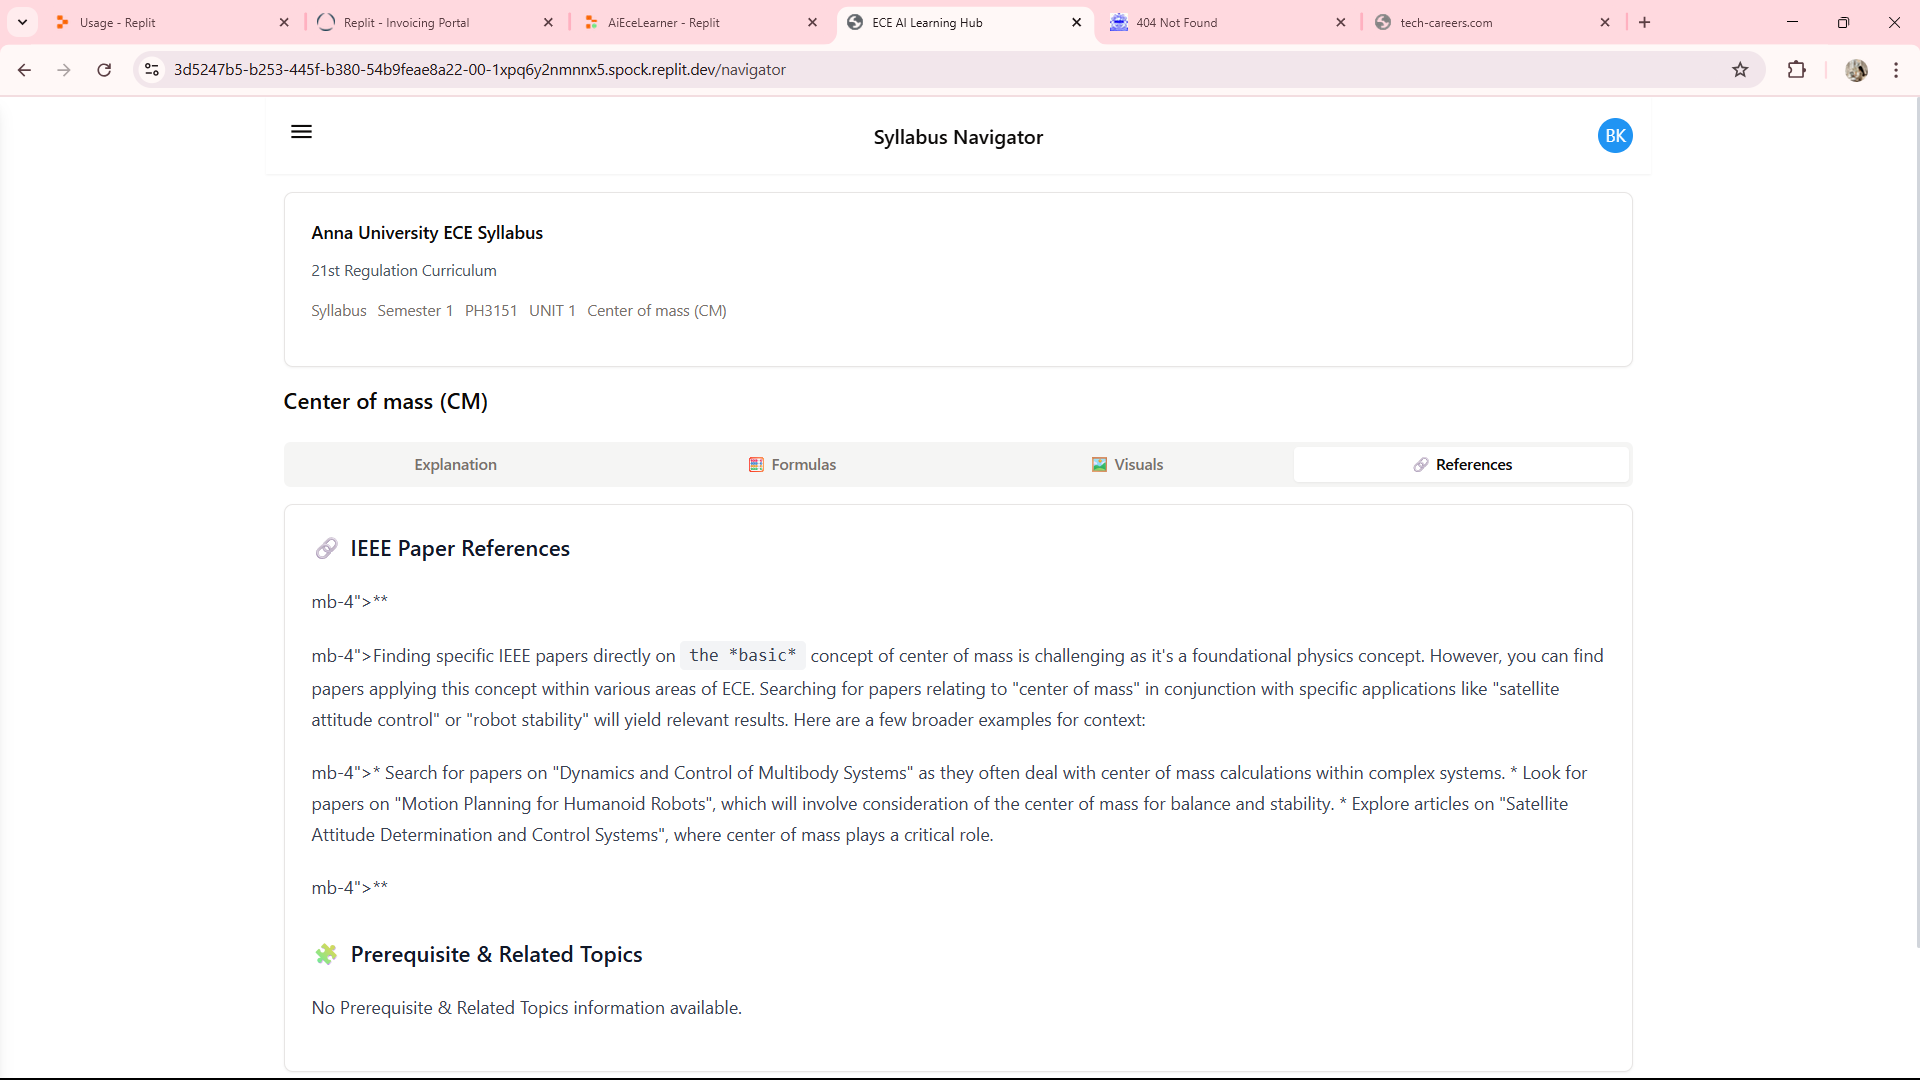 Usage - Replit
Replit - Invoicing Portal
AiEceLearner - Replit
ECE AI Learning Hub
404 Not Found
tech-careers.com
3d5247b5-b253-445f-b380-54b9feae8a22-00-1xpq6y2nmnnx5.spock.replit.dev/navigator
Syllabus Navigator
BK
Anna University ECE Syllabus
21st Regulation Curriculum
Syllabus Semester 1 PH3151 UNIT 1 Center of mass (CM)
Center of mass (CM)
Explanation
Formulas
Visuals
References
IEEE Paper References
mb-4">**
mb-4">Finding specific IEEE papers directly on the *basic* concept of center of mass is challenging as it's a foundational physics concept. However, you can find
papers applying this concept within various areas of ECE. Searching for papers relating to "center of mass" in conjunction with specific applications like "satellite
attitude control" or "robot stability" will yield relevant results. Here are a few broader examples for context:
mb-4">* Search for papers on "Dynamics and Control of Multibody Systems" as they often deal with center of mass calculations within complex systems. * Look for
papers on "Motion Planning for Humanoid Robots", which will involve consideration of the center of mass for balance and stability. * Explore articles on "Satellite
Attitude Determination and Control Systems", where center of mass plays a critical role.
mb-4">**
Prerequisite & Related Topics
No Prerequisite & Related Topics information available.